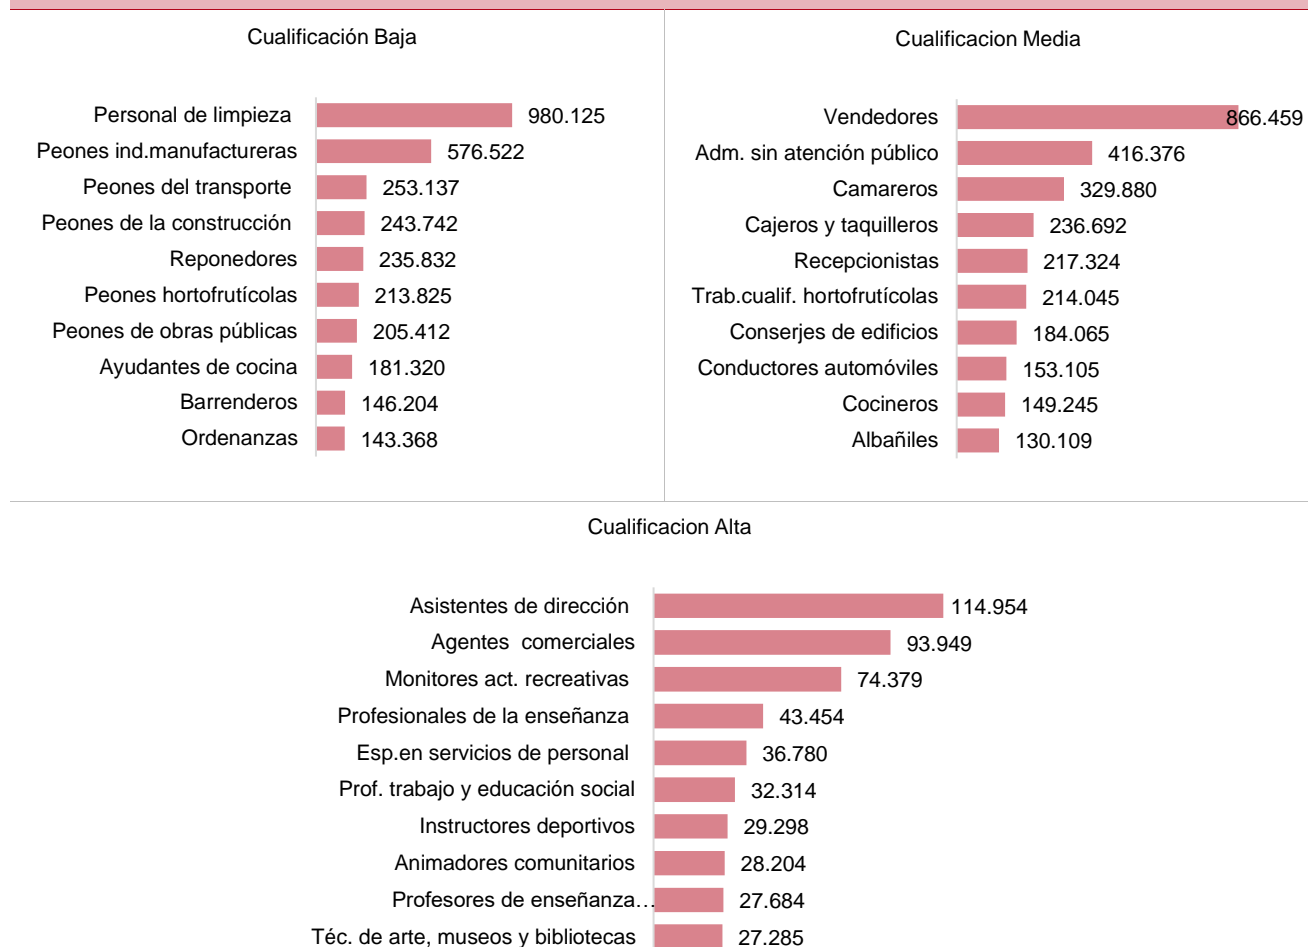 Cualificación Baja
Personal de limpieza 980.125
Peones ind.manufactureras 576.522
Peones del transporte 253.137
Peones de la construcción 243.742
Reponedores 235.832
Peones hortofrutícolas 213.825
Peones de obras públicas 205.412
Ayudantes de cocina 181.320
Barrenderos 146.204
Ordenanzas 143.368
Cualificacion Media
Vendedores 866.459
Adm. sin atención público 416.376
Camareros 329.880
Cajeros y taquilleros 236.692
Recepcionistas 217.324
Trab.cualif. hortofrutícolas 214.045
Conserjes de edificios 184.065
Conductores automóviles 153.105
Cocineros 149.245
Albañiles 130.109
Cualificacion Alta
Asistentes de dirección 114.954
Agentes comerciales 93.949
Monitores act. recreativas 74.379
Profesionales de la enseñanza 43.454
Esp.en servicios de personal 36.780
Prof. trabajo y educación social 32.314
Instructores deportivos 29.298
Animadores comunitarios 28.204
Profesores de enseñanza… 27.684
Téc. de arte, museos y bibliotecas 27.285